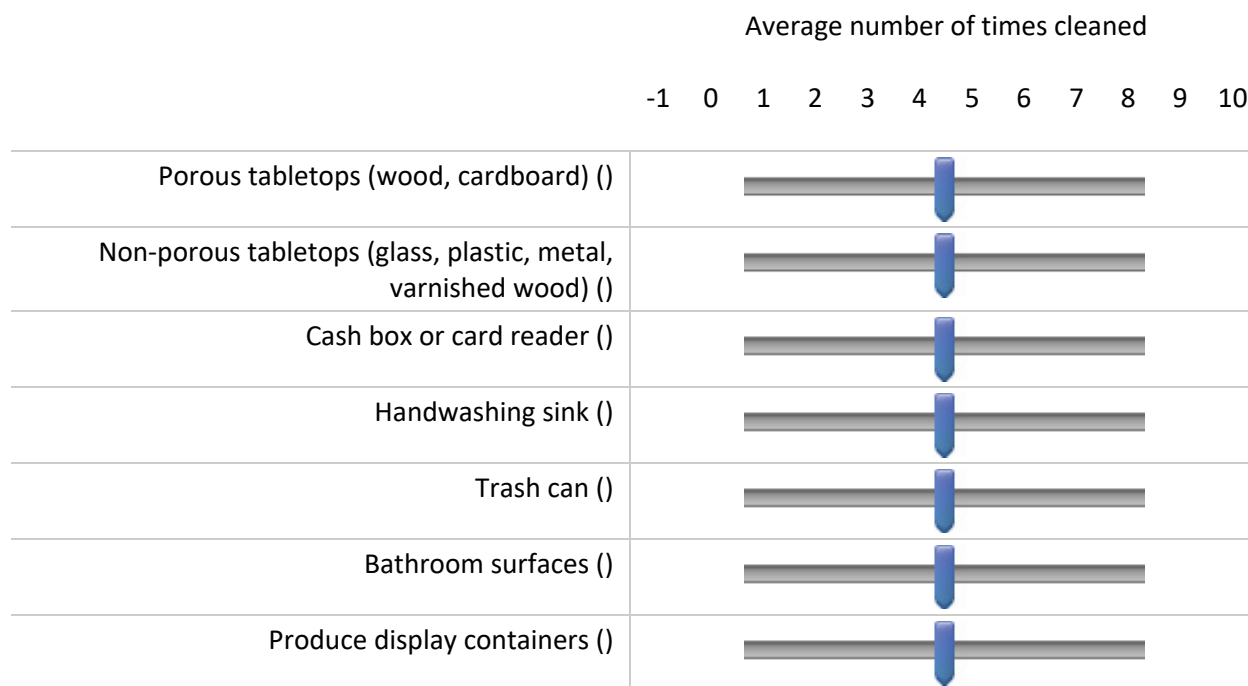 Average number of times cleaned
-1 0 1 2 3 4 5 6 7 8 9 10
Porous tabletops (wood, cardboard) ()
Non-porous tabletops (glass, plastic, metal,
varnished wood) ()
Cash box or card reader ()
Handwashing sink ()
Trash can ()
Bathroom surfaces ()
Produce display containers ()